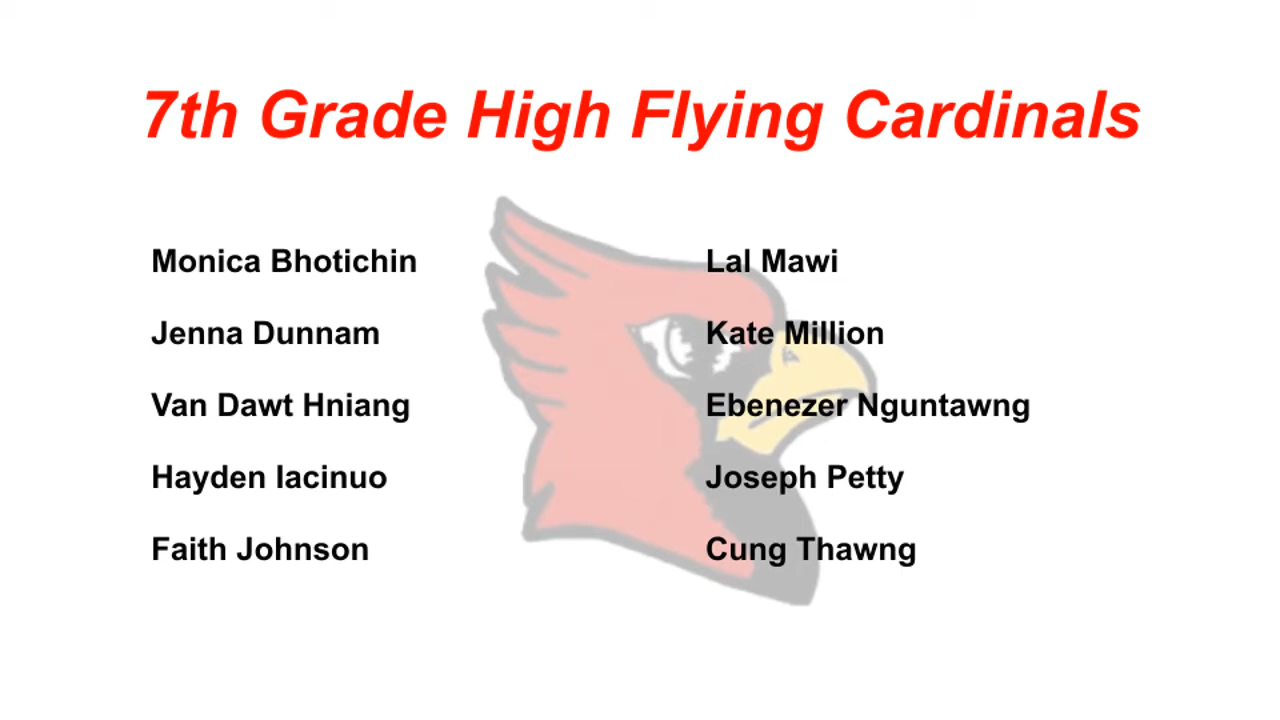 7th Grade High Flying Cardinals
Monica Bhotichin
Jenna Dunnam
Van Dawt Hniang
Hayden Iacinuo
Faith Johnson
Lal Mawi
Kate Million
Ebenezer Nguntawng
Joseph Petty
Cung Thawng